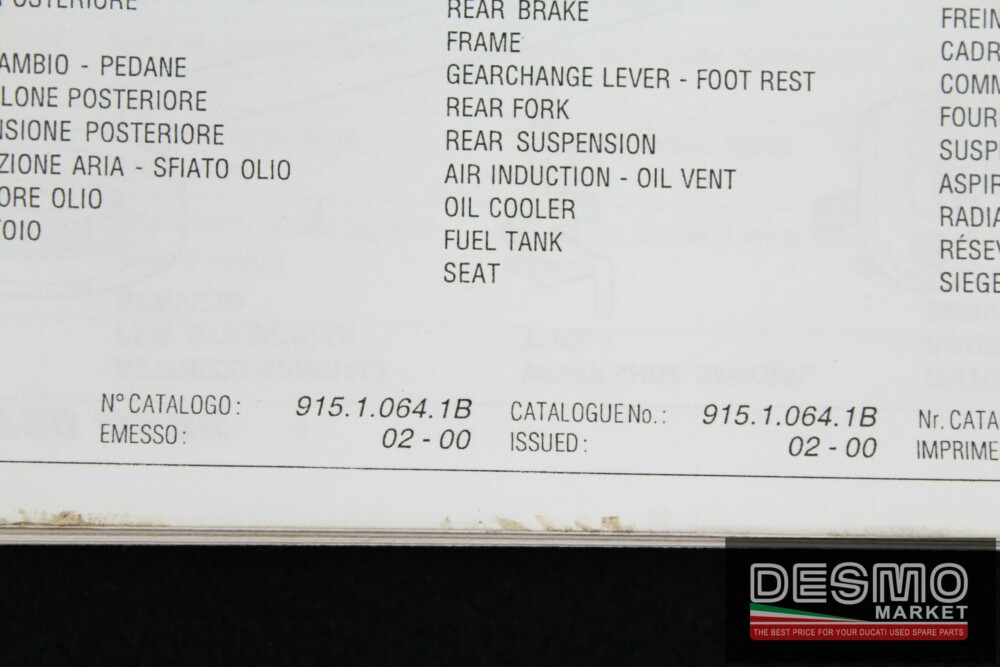 POSTERIORE
AMBIO - PEDANE
LONE POSTERIORE
NSIONE POSTERIORE
ZIONE ARIA - SFIATO OLIO
ORE OLIO
TOIO
REAR BRAKE
FRAME
GEARCHANGE LEVER - FOOT REST
REAR FORK
REAR SUSPENSION
AIR INDUCTION - OIL VENT
OIL COOLER
FUEL TANK
SEAT
FREIN
CADR
COMM
FOUR
SUSPE
ASPIR
RADIA
RÉSEV
SIEGE
N° CATALOGO: 915.1.064.1B
EMESSO: 02 - 00
CATALOGUE No.: 915.1.064.1B
ISSUED: 02 - 00
Nr. CATA
IMPRIME
DESMO
MARKET
THE BEST PRICE FOR YOUR DUCATI USED SPARE PARTS